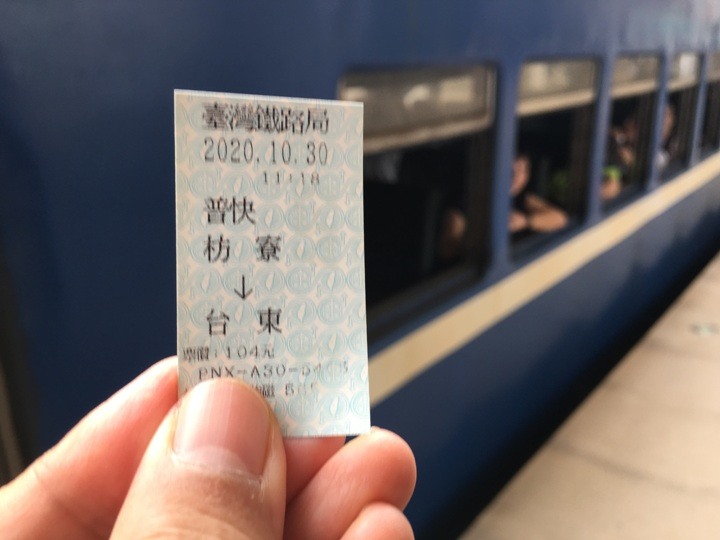 臺灣鐵路局
2020.10.30
11:18
普快
枋寮
↓
台東
票價:104元